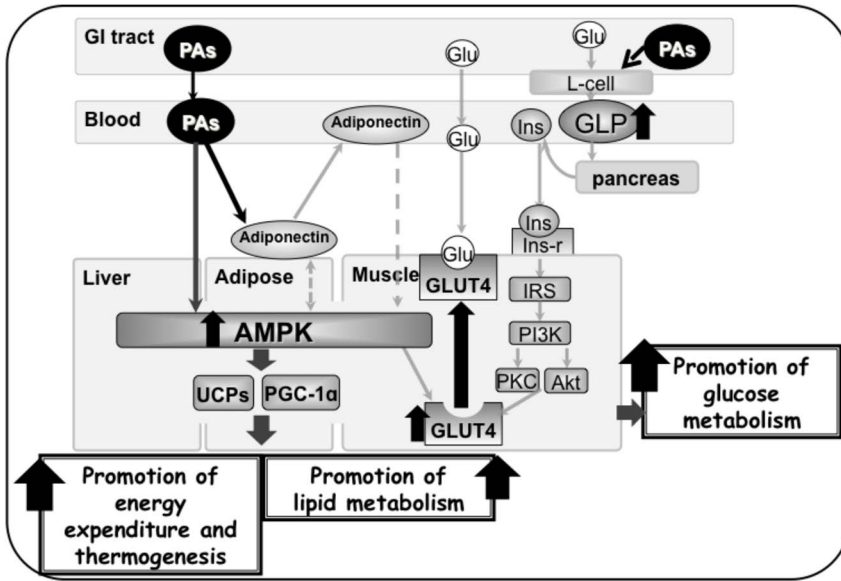 GI tract
PAs
Glu
Glu
PAs
L-cell
Blood
PAs
Adiponectin
Glu
Ins
GLP
pancreas
Adiponectin
Ins
Ins-r
Glu
GLUT4
Liver
Adipose
Muscle
IRS
AMPK
PI3K
PKC
Akt
UCPs
PGC-1α
GLUT4
Promotion of
glucose
metabolism
Promotion of
energy
expenditure and
thermogenesis
Promotion of
lipid metabolism